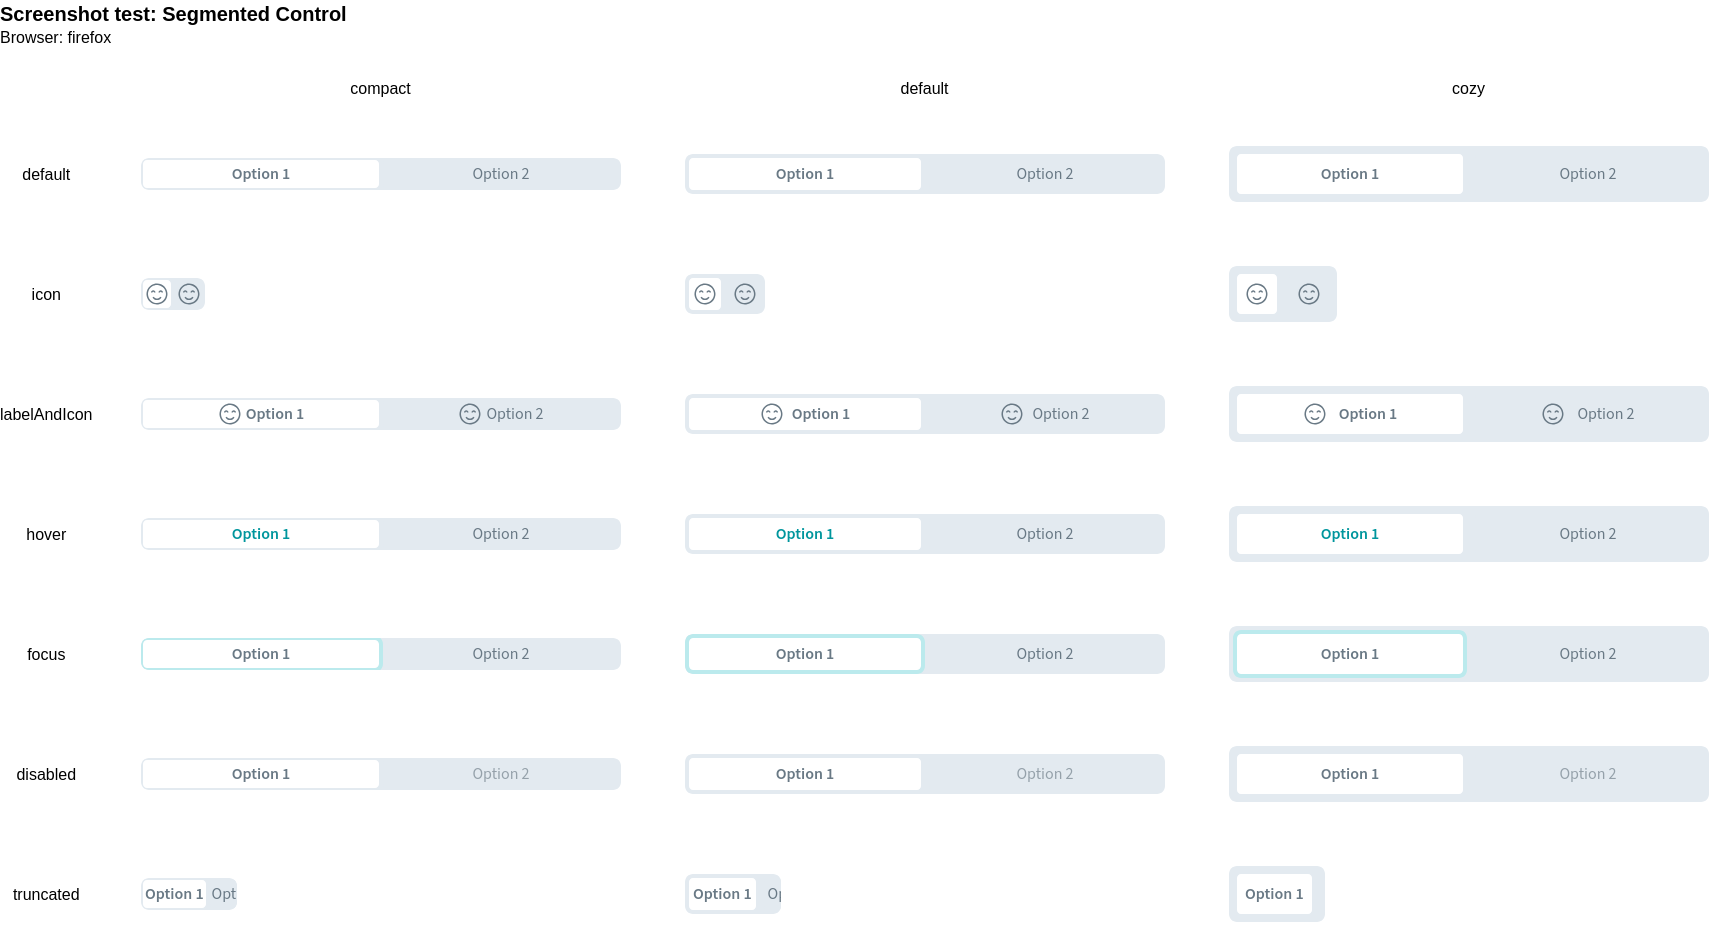 Screenshot test: Segmented Control
Browser: firefox
compact default cozy
default Option 1 Option 2 Option 1 Option 2 Option 1 Option 2
icon
labelAndIcon Option 1 Option 2 Option 1 Option 2 Option 1 Option 2
hover Option 1 Option 2 Option 1 Option 2 Option 1 Option 2
focus Option 1 Option 2 Option 1 Option 2 Option 1 Option 2
disabled Option 1 Option 2 Option 1 Option 2 Option 1 Option 2
truncated Option 1 Opt Option 1 Op Option 1